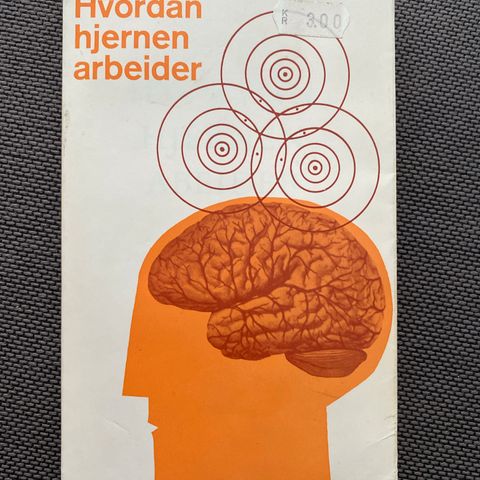 Hvordan
hjernen
arbeider
KR 3.00